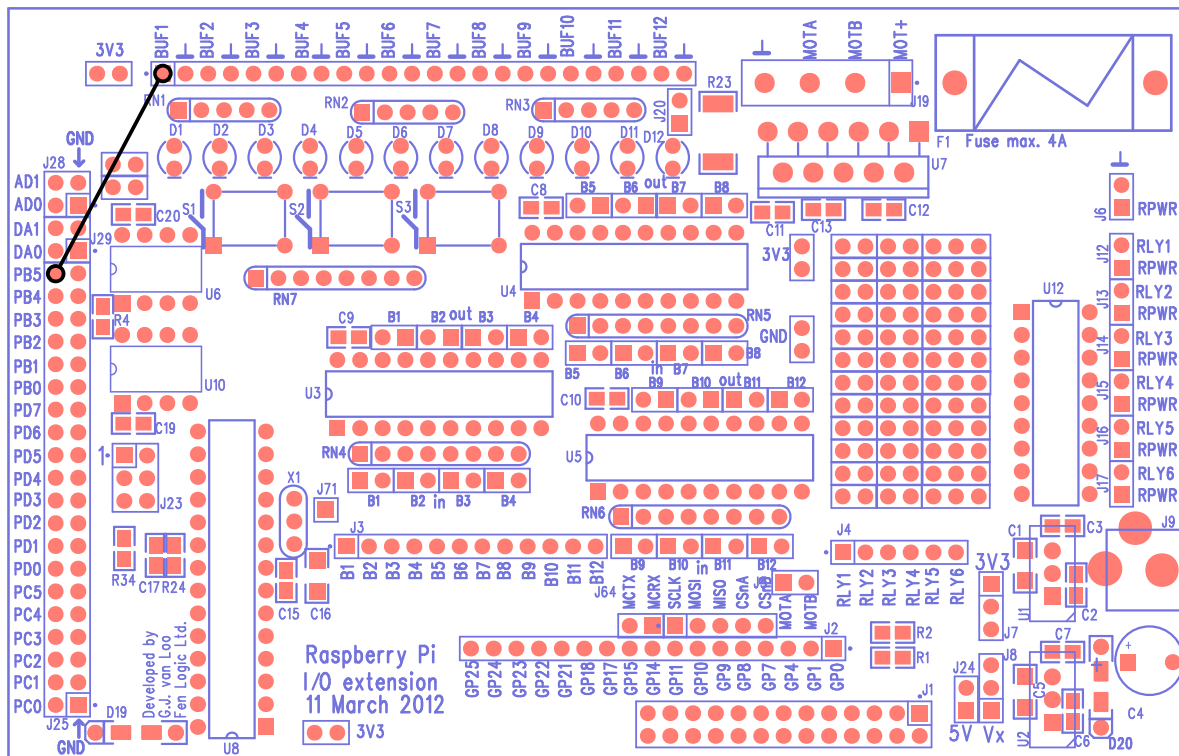 3V3
BUF1
BUF2
BUF3
BUF4
BUF5
BUF6
BUF7
BUF8
BUF9
BUF10
BUF11
BUF12
MOTA
MOTB
MOT+
RN1
RN2
RN3
J20
R23
J19
F1
Fuse max. 4A
U7
D1
D2
D3
D4
D5
D6
D7
D8
D9
D10
D11
D12
GND
J28
AD1
AD0
DA1
DA0
PB5
PB4
PB3
PB2
PB1
PB0
PD7
PD6
PD5
PD4
PD3
PD2
PD1
PD0
PC5
PC4
PC3
PC2
PC1
PC0
J25
GND
J29
C20
S1
S2
S3
C8
B5
B6
out
B7
B8
C11
C13
C12
J6
RPWR
U6
R4
RN7
U4
3V3
J12
RLY1
RPWR
J13
RLY2
RPWR
J14
RLY3
RPWR
J15
RLY4
RPWR
J16
RLY5
RPWR
J17
RLY6
RPWR
U12
C9
B1
B2
out
B3
B4
RN5
GND
B5
B6
in
B7
B8
U10
U3
C10
B9
B10
out
B11
B12
C19
RN4
U5
1
J23
X1
J71
B1
B2
in
B3
B4
RN6
R34
C17
R24
C15
C16
J3
B1
B2
B3
B4
B5
B6
B7
B8
B9
B10
B11
B12
B9
B10
in
B11
B12
J4
RLY1
RLY2
RLY3
RLY4
RLY5
RLY6
C1
C3
J9
U1
C2
3V3
J7
J64
MCTX
MCRX
SCLK
MOSI
MISO
CSnA
CSnB
MOTA
MOTB
J2
GP25
GP24
GP23
GP22
GP21
GP18
GP17
GP15
GP14
GP11
GP10
GP9
GP8
GP7
GP4
GP1
GP0
R2
R1
C7
J24
J8
C5
U2
C6
C4
D20
5V
Vx
J1
D19
Developed by
G.J. van Loo
Fen Logic Ltd.
U8
Raspberry Pi
I/O extension
11 March 2012
3V3